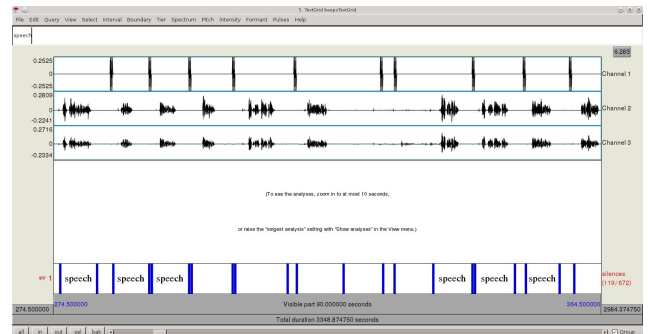 5. TextGrid beepsTextGrid
File Edit Query View Select Interval Boundary Tier Spectrum Pitch Intensity Formant Pulses Help
speech
6.283
0.2525
0
-0.2525
Channel 1
0.2809
0
-0.2241
Channel 2
0.2716
0
-0.2334
Channel 3
(To see the analyses, zoom in to at most 10 seconds,
or raise the "longest analysis" setting with "Show analyses" in the View menu.)
1 speech speech speech speech speech speech silences
(119/672)
274.500000 274.500000 Visible part 90.000000 seconds 364.500000 2984.374750
Total duration 3348.874750 seconds
all in out sel bak Group